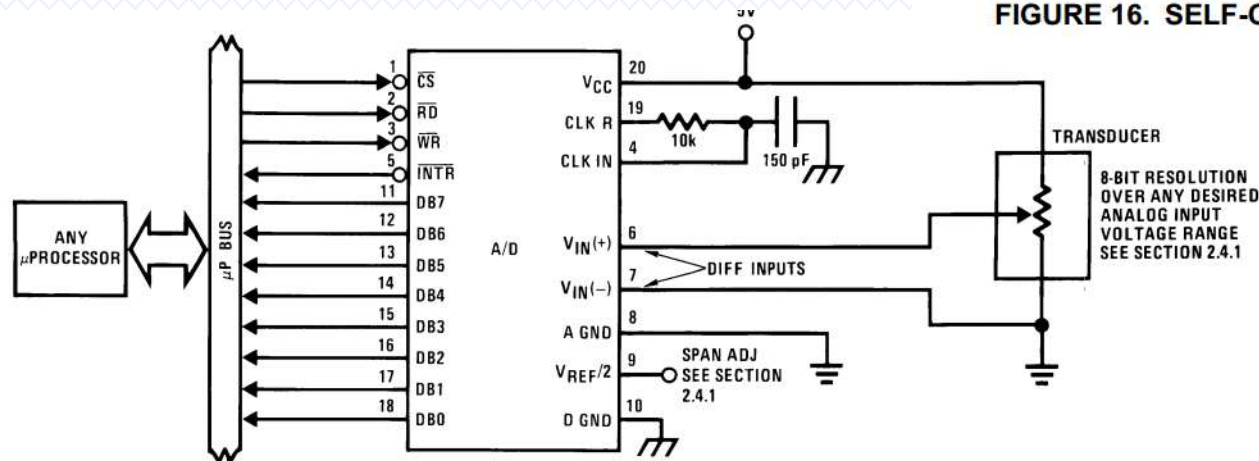 FIGURE 16. SELF-
5V
1
CS
2
RD
3
WR
5
INTR
11
DB7
12
DB6
13
DB5
14
DB4
15
DB3
16
DB2
17
DB1
18
DB0
ANY
μPROCESSOR
μP BUS
A/D
20
VCC
19
CLK R
10k
4
CLK IN
150 pF
6
VIN(+)
DIFF INPUTS
7
VIN(−)
8
A GND
9
VREF/2
SPAN ADJ
SEE SECTION
2.4.1
10
D GND
TRANSDUCER
8-BIT RESOLUTION
OVER ANY DESIRED
ANALOG INPUT
VOLTAGE RANGE
SEE SECTION 2.4.1